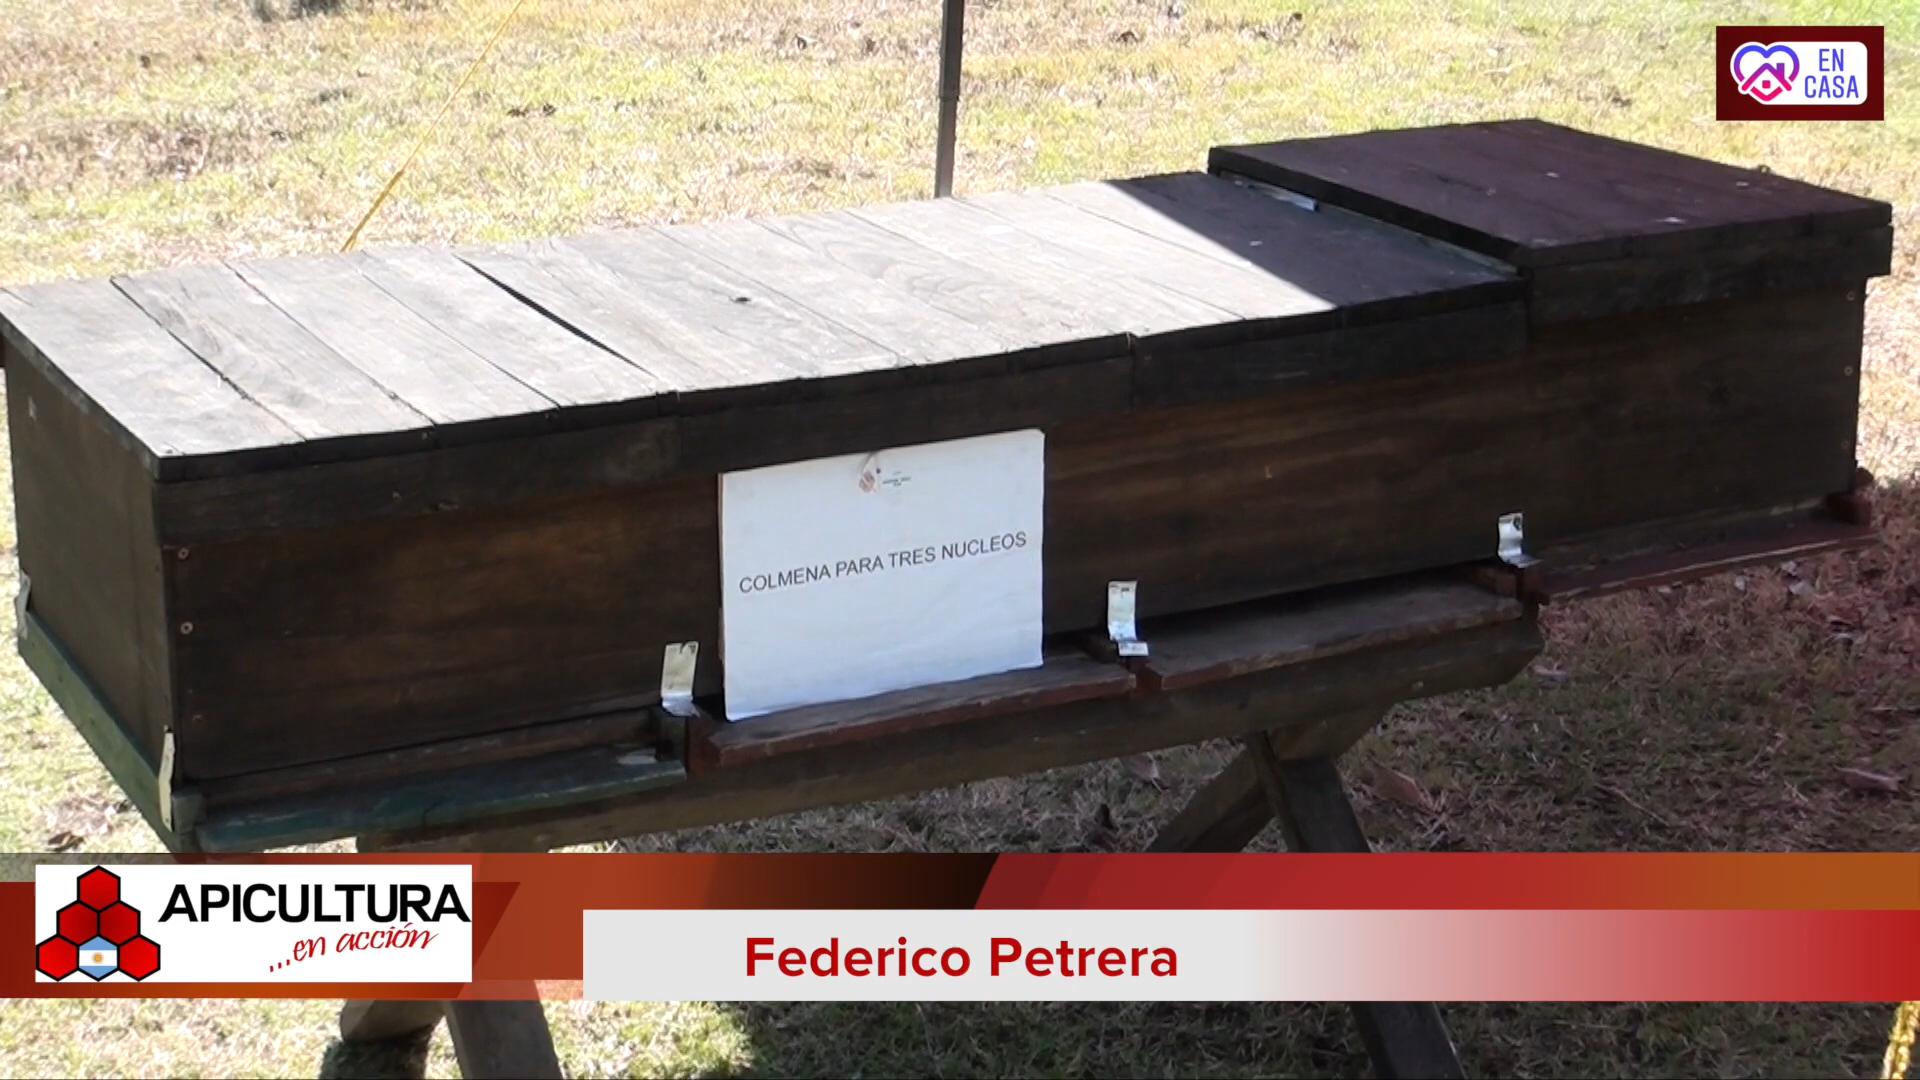 EN
CASA
COLMENA PARA TRES NUCLEOS
APICULTURA
...en acción
Federico Petrera